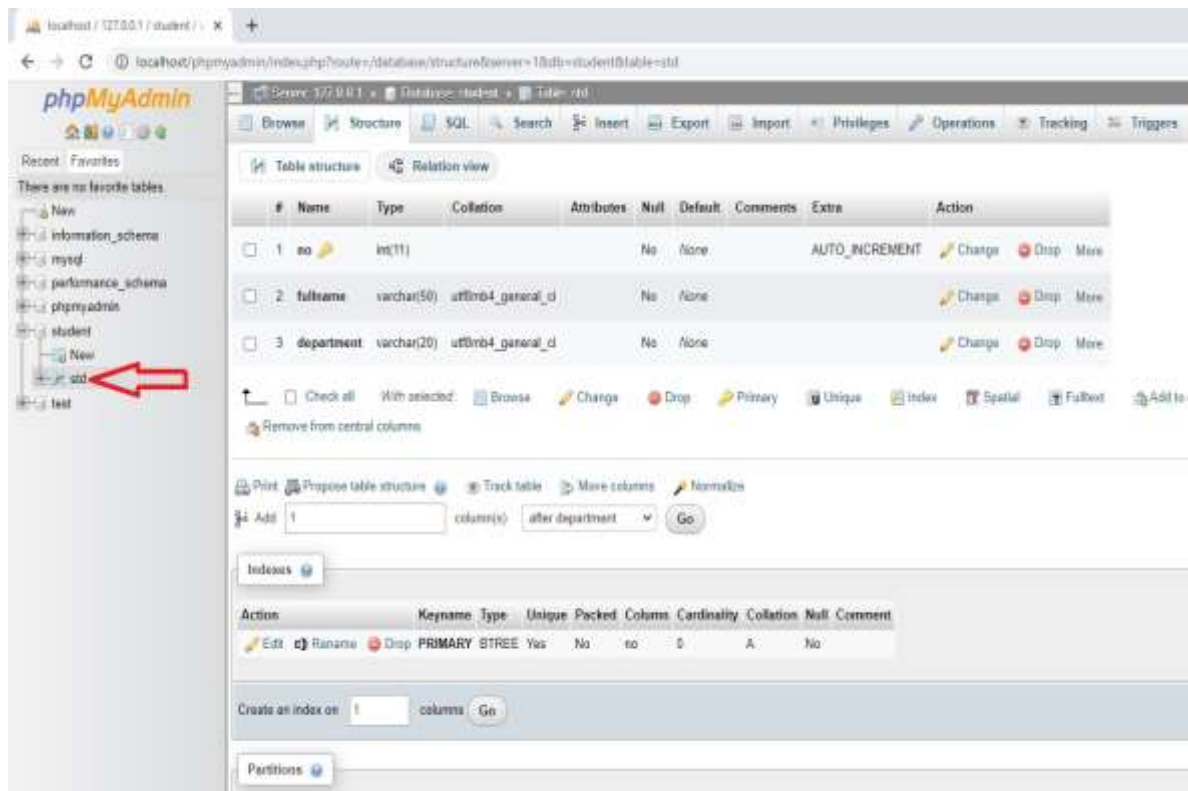 localhost / 127.0.0.1 / student /
localhost/phpmyadmin/index.php?route=/database/structure&server=1&db=student&table=std
phpMyAdmin
Server: 127.0.0.1 » Database: student » Table: std
Browse Structure SQL Search Insert Export Import Privileges Operations Tracking Triggers
Recent Favorites
There are no favorite tables.
New
information_schema
mysql
performance_schema
phpmyadmin
student
New
std
test
Table structure Relation view
# Name Type Collation Attributes Null Default Comments Extra Action
1 no int(11) No None AUTO_INCREMENT Change Drop More
2 fullname varchar(50) utf8mb4_general_ci No None Change Drop More
3 department varchar(20) utf8mb4_general_ci No None Change Drop More
Check all With selected: Browse Change Drop Primary Unique Index Spatial Fulltext Add to
Remove from central columns
Print Propose table structure Track table Move columns Normalize
Add 1 column(s) after department Go
Indexes
Action Keyname Type Unique Packed Column Cardinality Collation Null Comment
Edit Rename Drop PRIMARY BTREE Yes No no 0 A No
Create an index on 1 columns Go
Partitions